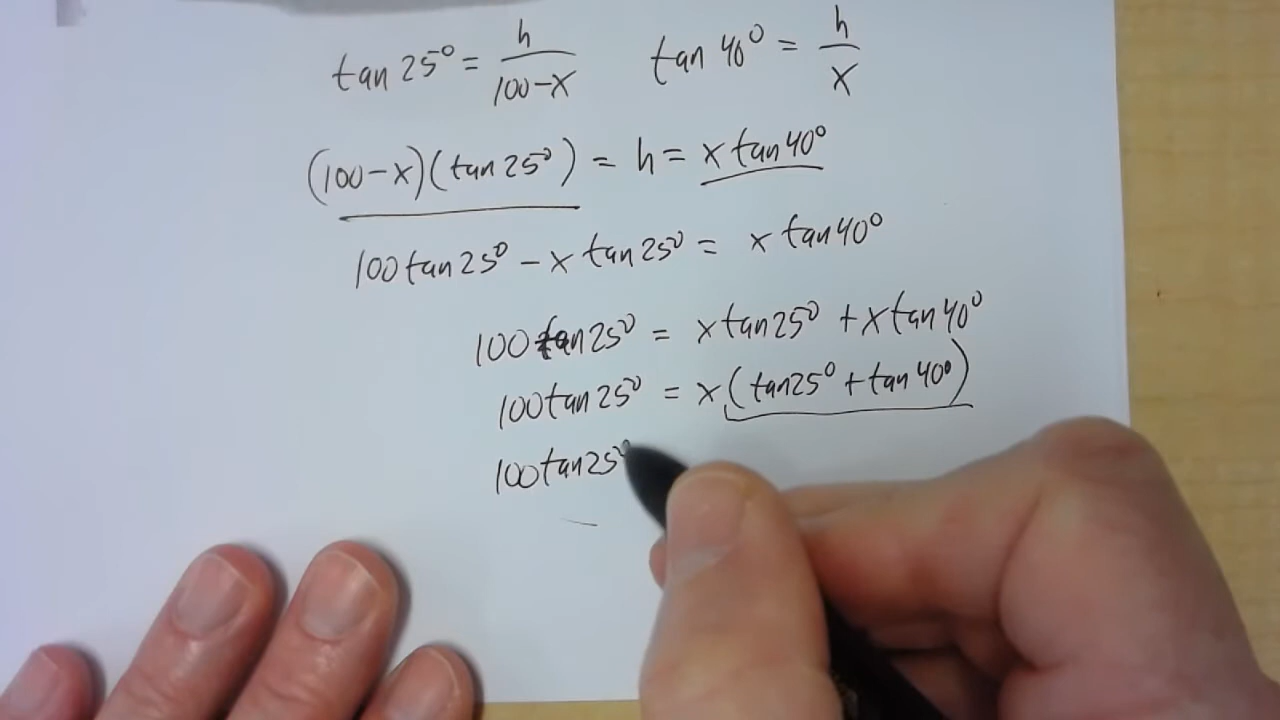 tan 25° = h/(100-x)    tan 40° = h/x
(100-x)(tan 25°) = h = x tan 40°
100 tan 25° - x tan 25° = x tan 40°
100 tan 25° = x tan 25° + x tan 40°
100 tan 25° = x (tan 25° + tan 40°)
100 tan 25°